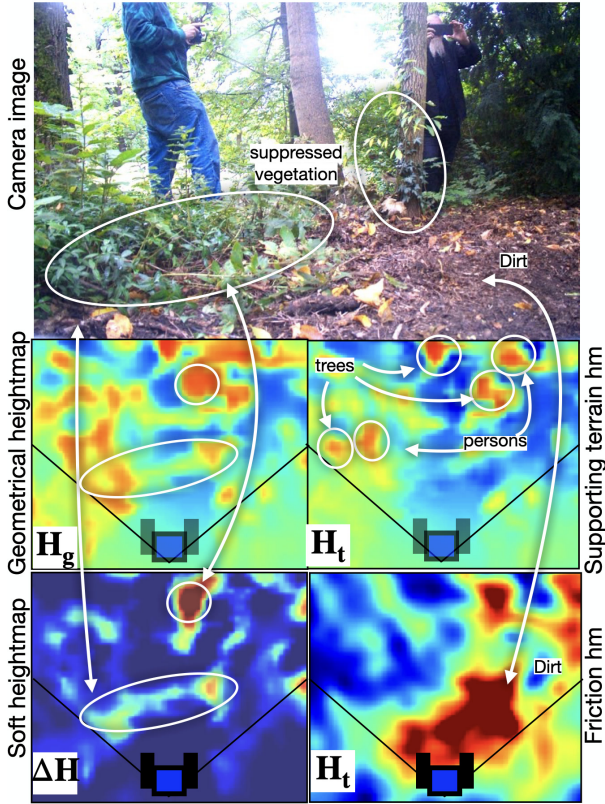 Camera image
suppressed
vegetation
Dirt
Geometrical heightmap
Supporting terrain hm
trees
persons
Hg
Ht
Soft heightmap
Friction hm
Dirt
ΔH
Ht